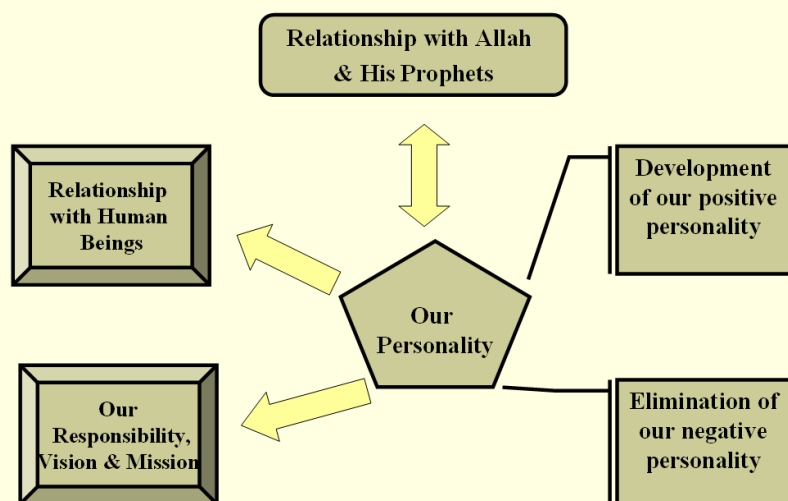 Relationship with Allah
& His Prophets
Relationship
with Human
Beings
Development
of our positive
personality
Our
Personality
Our
Responsibility,
Vision & Mission
Elimination of
our negative
personality